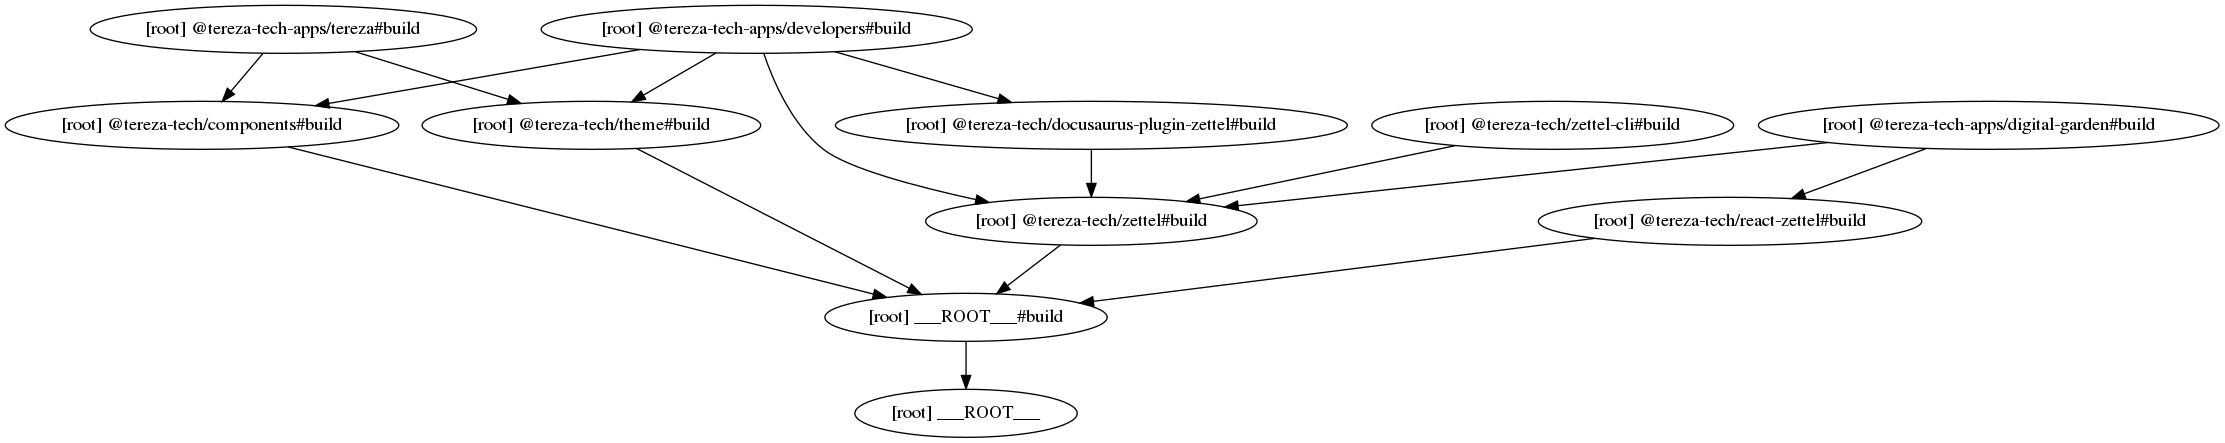 [root] @tereza-tech-apps/tereza#build
[root] @tereza-tech-apps/developers#build
[root] @tereza-tech/components#build
[root] @tereza-tech/theme#build
[root] @tereza-tech/docusaurus-plugin-zettel#build
[root] @tereza-tech/zettel-cli#build
[root] @tereza-tech-apps/digital-garden#build
[root] @tereza-tech/zettel#build
[root] @tereza-tech/react-zettel#build
[root] ___ROOT___#build
[root] ___ROOT___